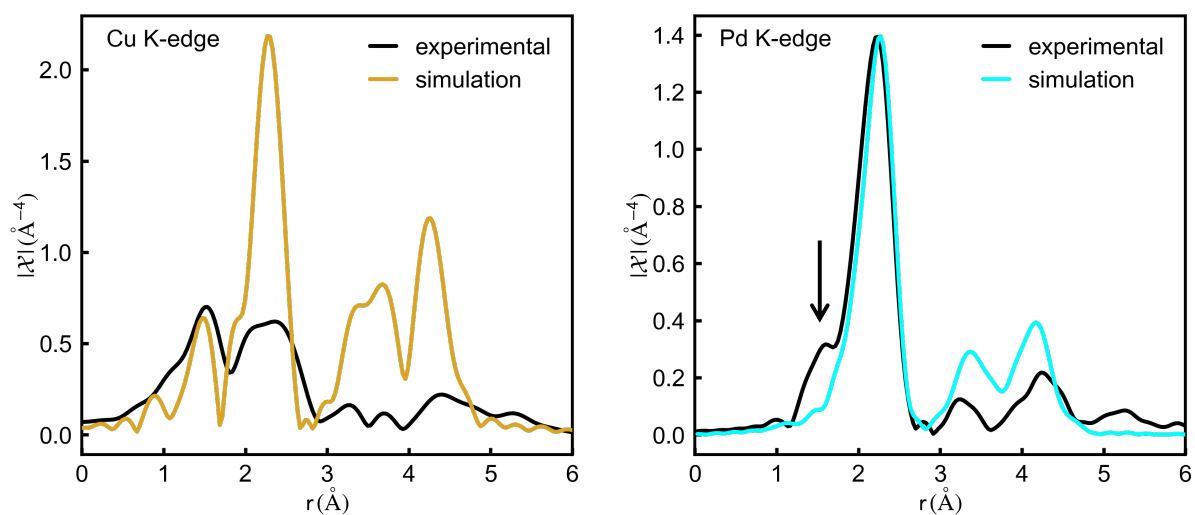 Cu K-edge
experimental
simulation
2.0
1.5
1.0
0.5
0.0
|𝒳| (Å⁻⁴)
0 1 2 3 4 5 6
r (Å)
Pd K-edge
experimental
simulation
1.4
1.2
1.0
0.8
0.6
0.4
0.2
0.0
|𝒳| (Å⁻⁴)
0 1 2 3 4 5 6
r (Å)